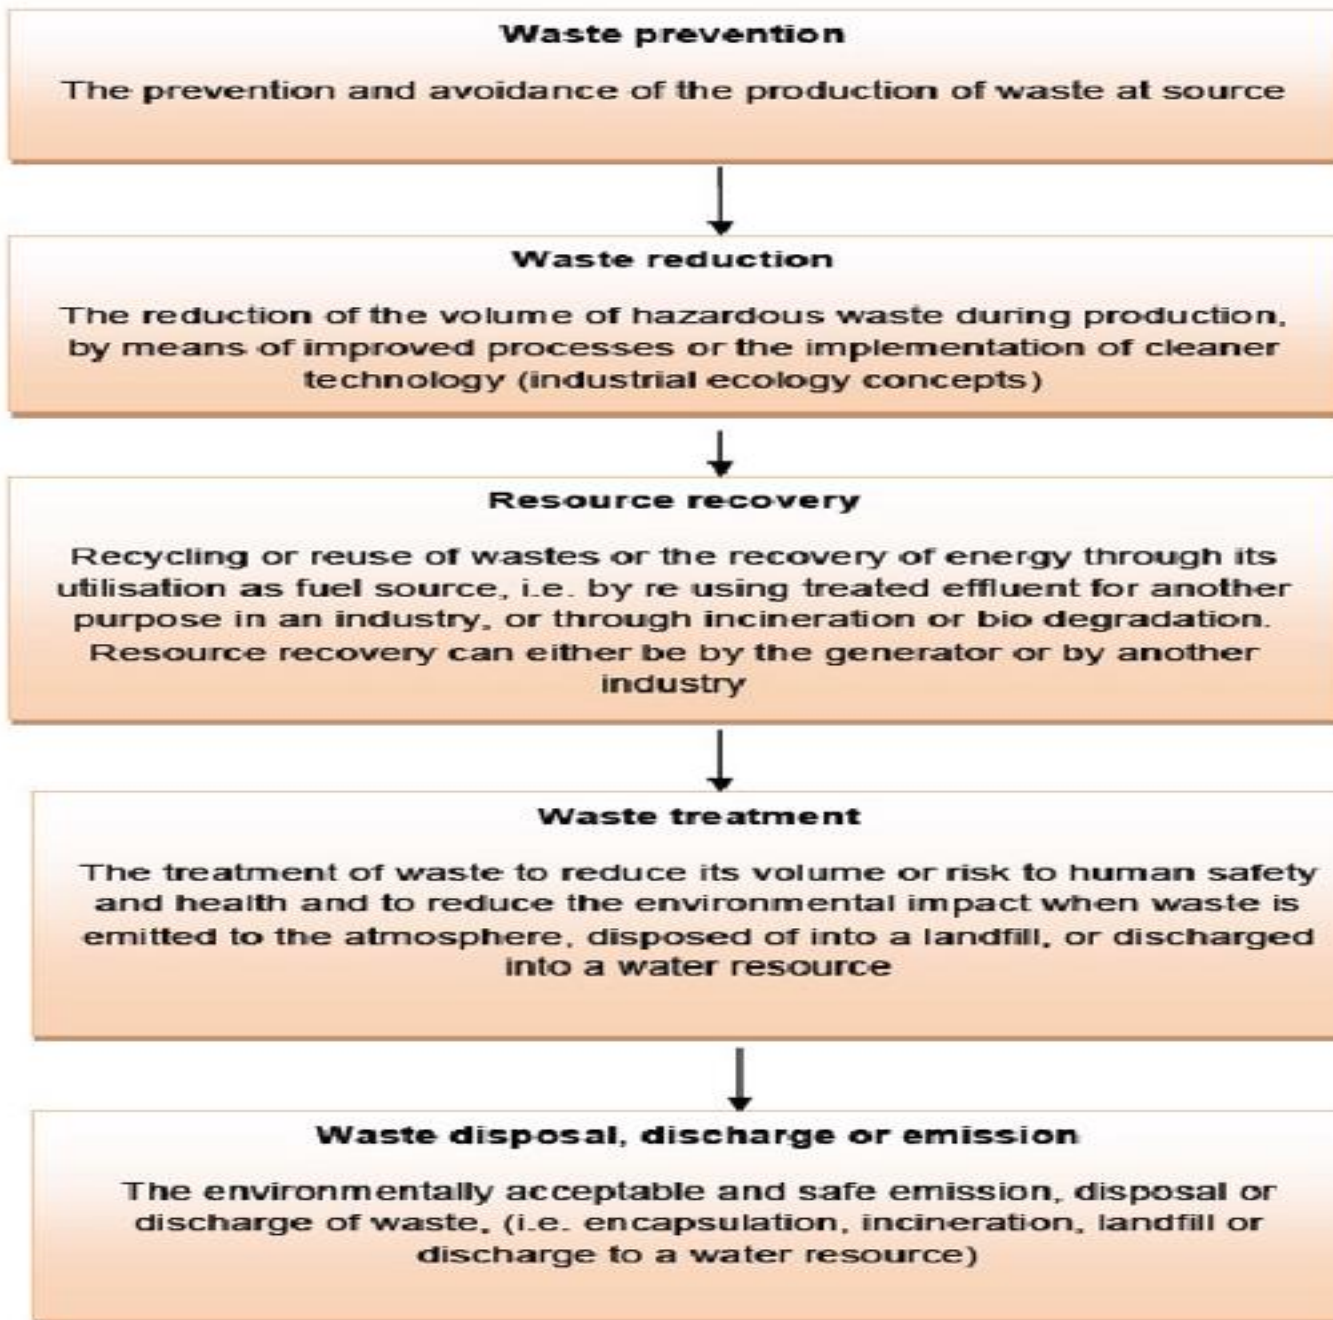 Waste prevention
The prevention and avoidance of the production of waste at source
Waste reduction
The reduction of the volume of hazardous waste during production,
by means of improved processes or the implementation of cleaner
technology (industrial ecology concepts)
Resource recovery
Recycling or reuse of wastes or the recovery of energy through its
utilisation as fuel source, i.e. by re using treated effluent for another
purpose in an industry, or through incineration or bio degradation.
Resource recovery can either be by the generator or by another
industry
Waste treatment
The treatment of waste to reduce its volume or risk to human safety
and health and to reduce the environmental impact when waste is
emitted to the atmosphere, disposed of into a landfill, or discharged
into a water resource
Waste disposal, discharge or emission
The environmentally acceptable and safe emission, disposal or
discharge of waste, (i.e. encapsulation, incineration, landfill or
discharge to a water resource)